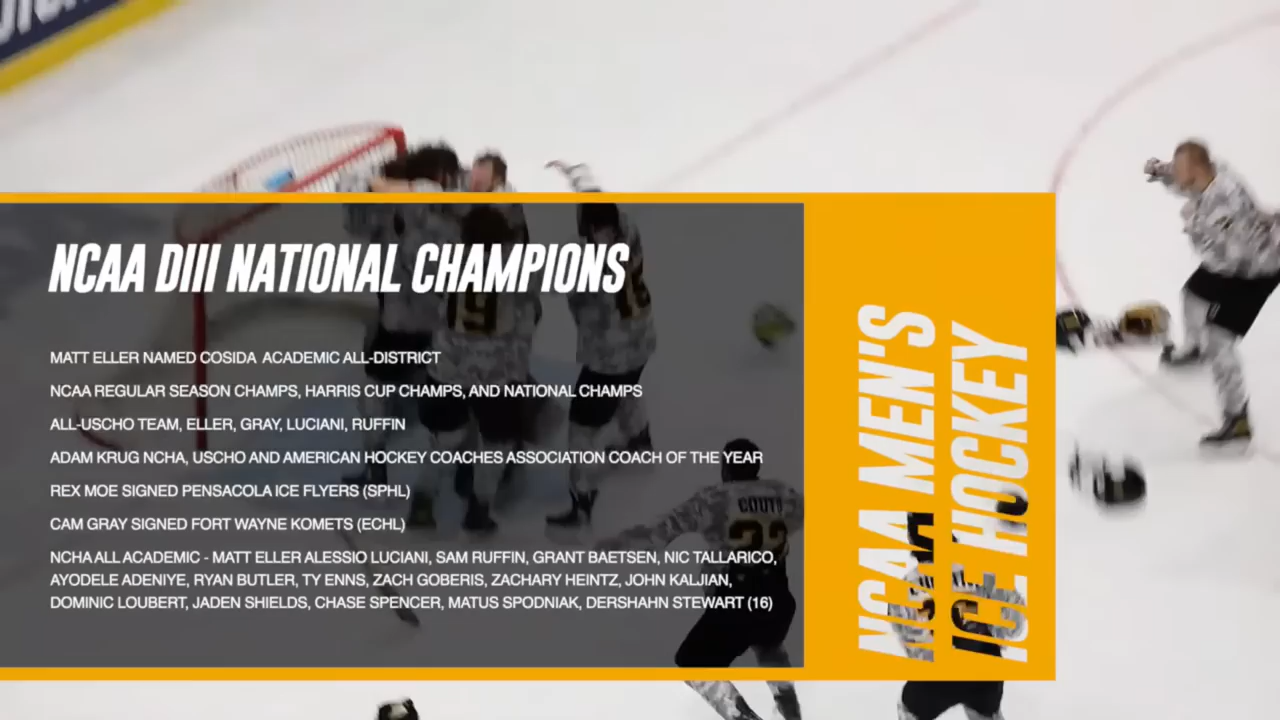 NCAA DIII NATIONAL CHAMPIONS
MATT ELLER NAMED COSIDA ACADEMIC ALL-DISTRICT
NCAA REGULAR SEASON CHAMPS, HARRIS CUP CHAMPS, AND NATIONAL CHAMPS
ALL-USCHO TEAM, ELLER, GRAY, LUCIANI, RUFFIN
ADAM KRUG NCHA, USCHO AND AMERICAN HOCKEY COACHES ASSOCIATION COACH OF THE YEAR
REX MOE SIGNED PENSACOLA ICE FLYERS (SPHL)
CAM GRAY SIGNED FORT WAYNE KOMETS (ECHL)
NCHA ALL ACADEMIC - MATT ELLER ALESSIO LUCIANI, SAM RUFFIN, GRANT BAETSEN, NIC TALLARICO,
AYODELE ADENIYE, RYAN BUTLER, TY ENNS, ZACH GOBERIS, ZACHARY HEINTZ, JOHN KALJIAN,
DOMINIC LOUBERT, JADEN SHIELDS, CHASE SPENCER, MATUS SPODNIAK, DERSHAHN STEWART (16)
NCAA MEN'S
ICE HOCKEY
19
22